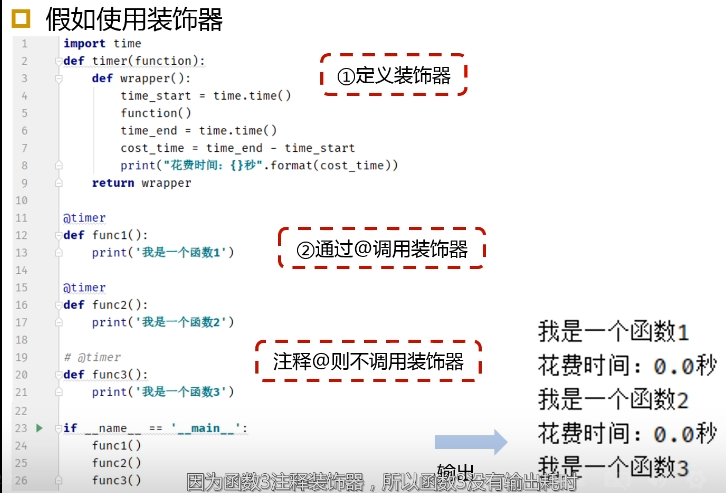 假如使用装饰器
1 import time
2 def timer(function):
3 def wrapper():
4 time_start = time.time()
5 function()
6 time_end = time.time()
7 cost_time = time_end - time_start
8 print("花费时间：{}秒".format(cost_time))
9 return wrapper
10
11 @timer
12 def func1():
13 print('我是一个函数1')
14
15 @timer
16 def func2():
17 print('我是一个函数2')
18
19 # @timer
20 def func3():
21 print('我是一个函数3')
22
23 if __name__ == '__main__':
24 func1()
25 func2()
26 func3()
①定义装饰器
②通过@调用装饰器
注释@则不调用装饰器
输出
我是一个函数1
花费时间：0.0秒
我是一个函数2
花费时间：0.0秒
我是一个函数3
因为函数3注释装饰器，所以函数3没有输出耗时